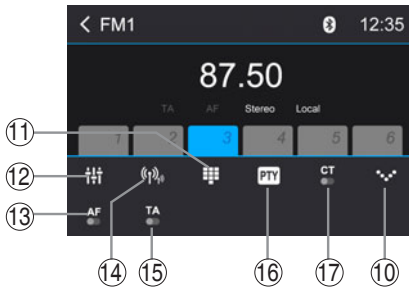 FM1 12:35
87.50
TA AF Stereo Local
1 2 3 4 5 6
⑪
⑫ PTY CT
⑬ AF TA
⑭ ⑮ ⑯ ⑰ ⑩